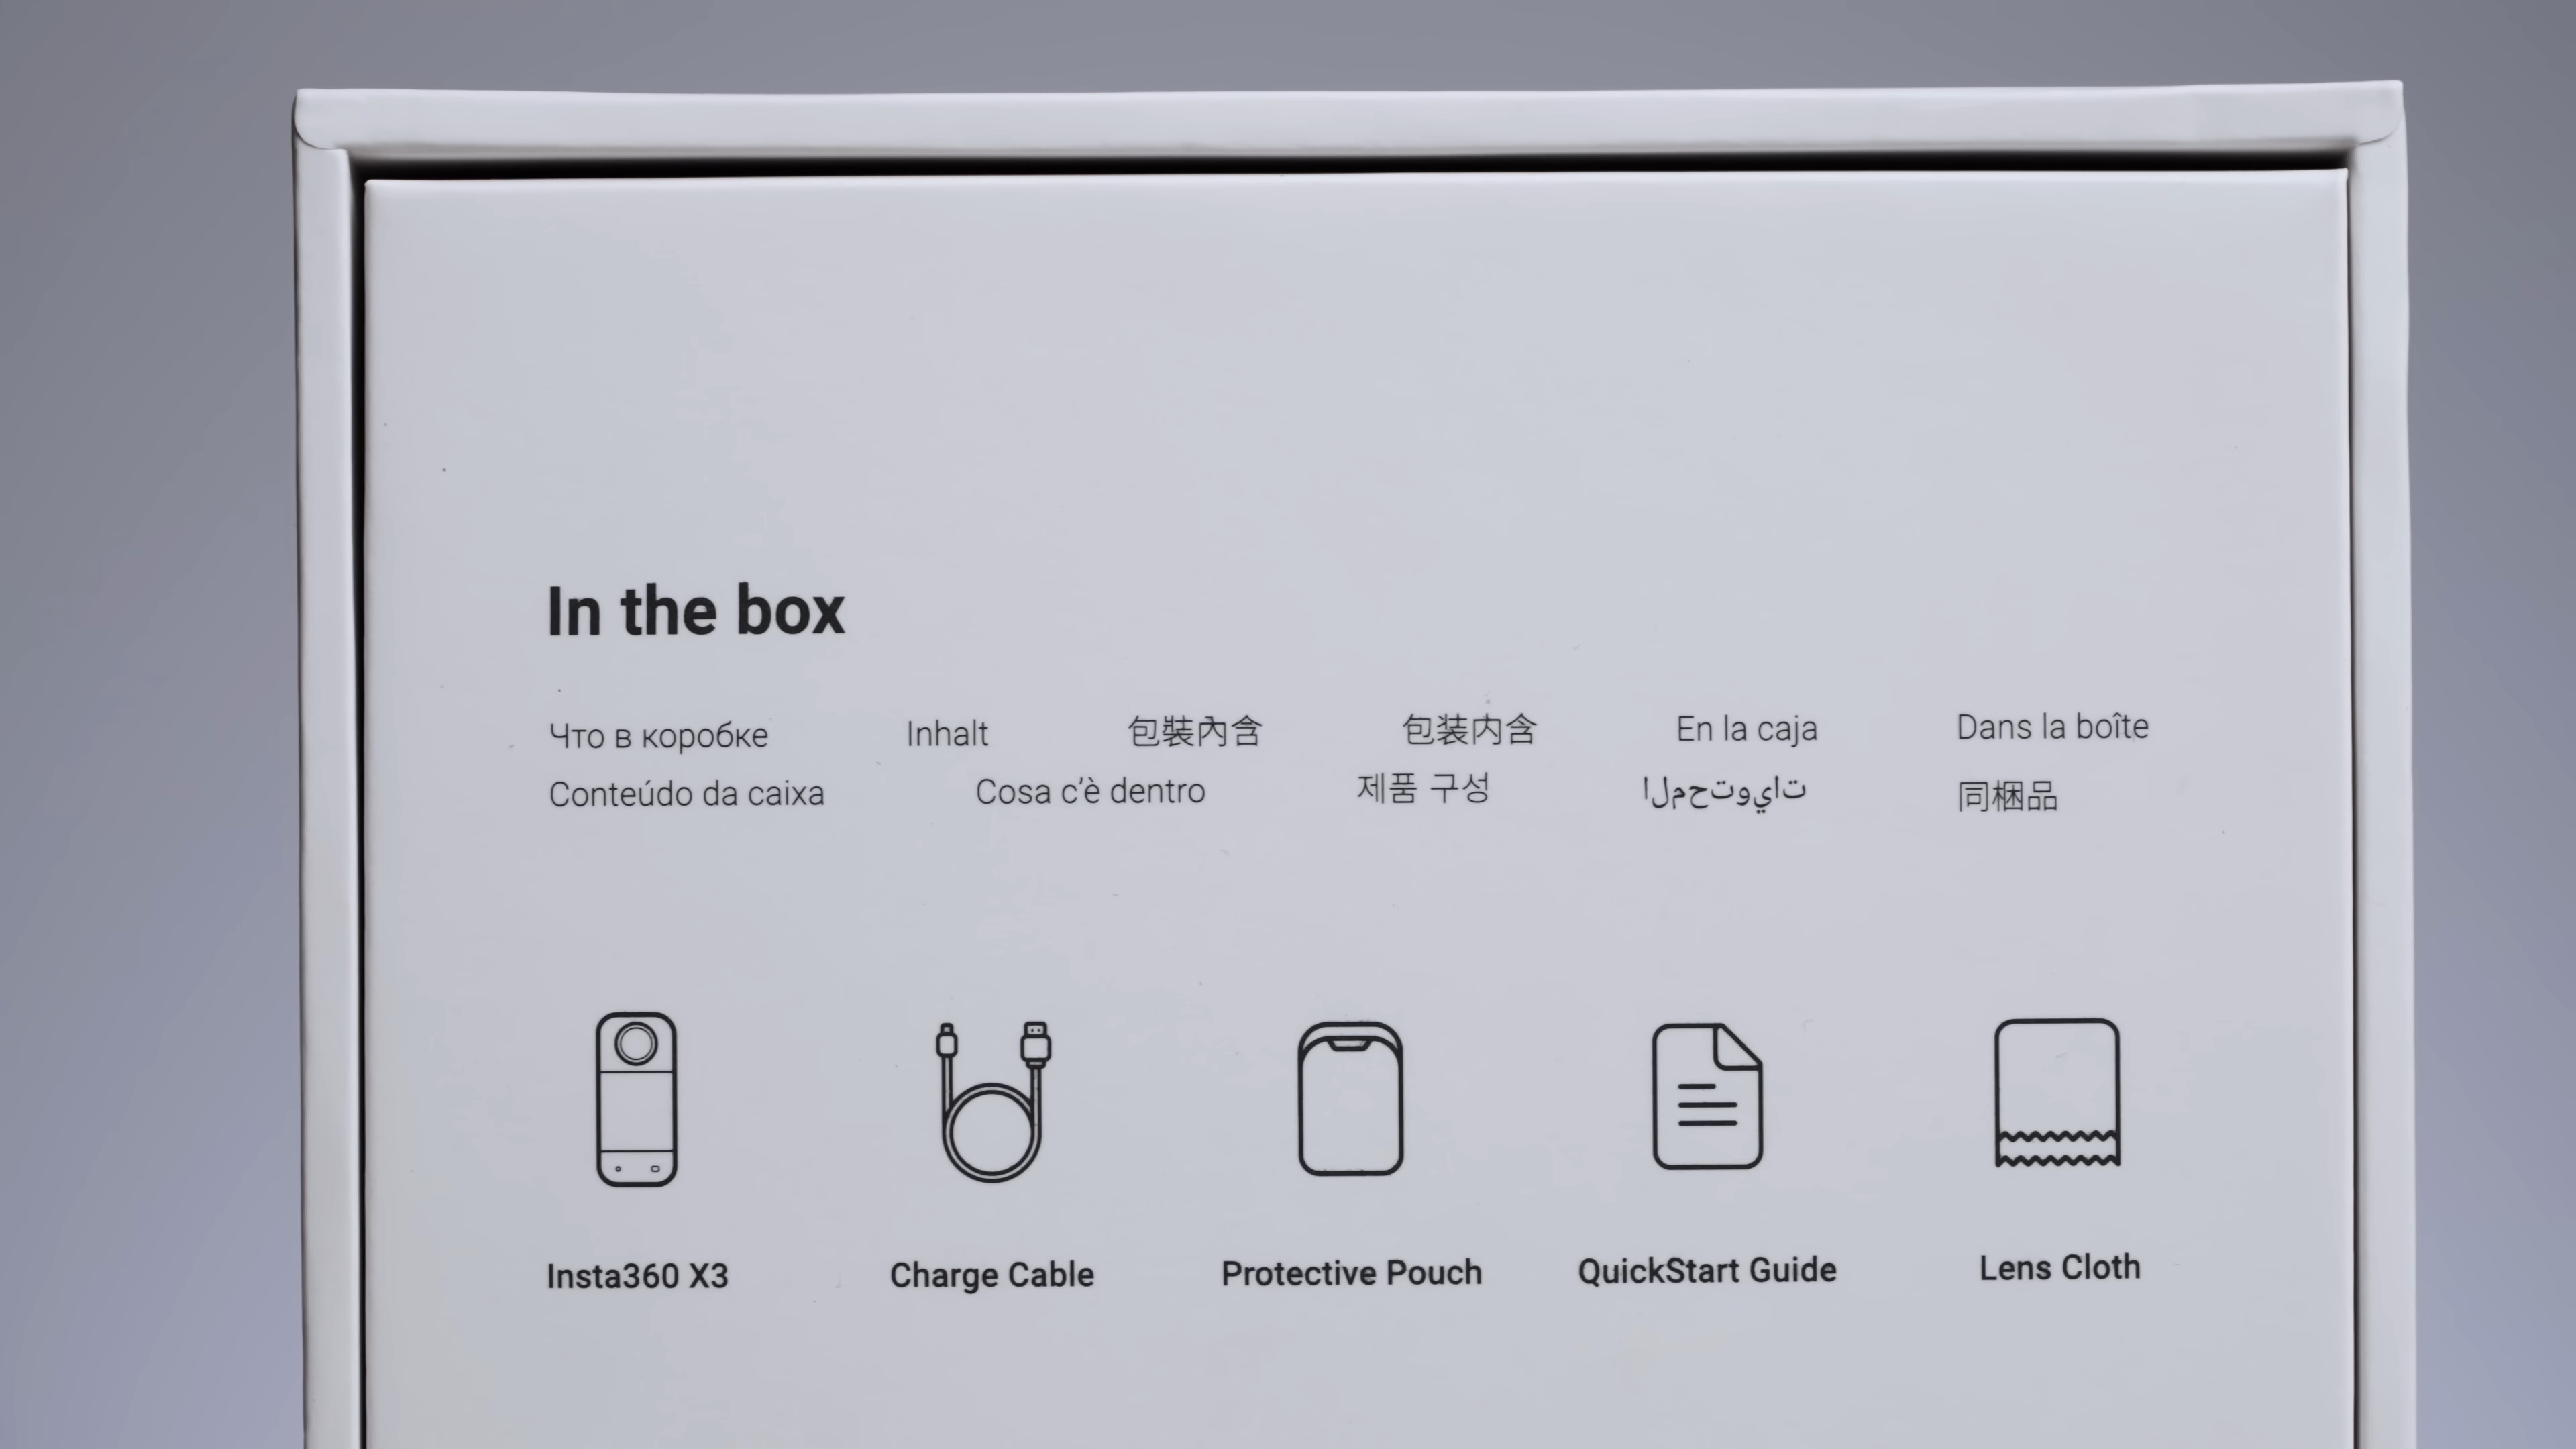 In the box
Что в коробке Inhalt 包裝內含 包装内含 En la caja Dans la boîte
Conteúdo da caixa Cosa c'è dentro 제품 구성 تايوتحملا 同梱品
Insta360 X3 Charge Cable Protective Pouch QuickStart Guide Lens Cloth